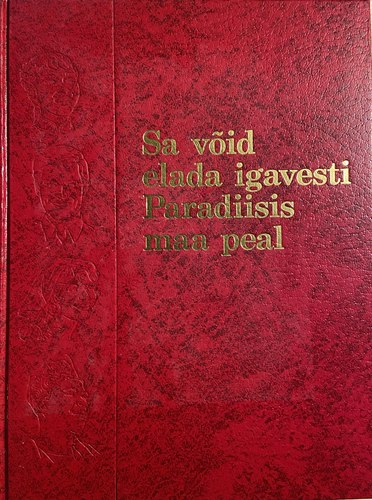 Sa võid
elada igavesti
Paradiisis
maa peal